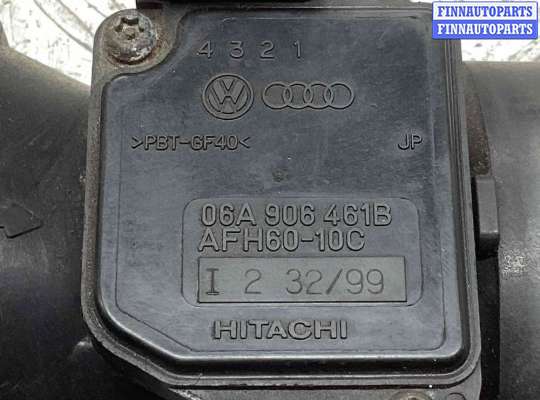 FINNAUTOPARTS
FINNAUTOPARTS
4 3 2 1
>PBT-GF40<
JP
06A 906 461B
AFH60-10C
I 2 32/99
HITACHI